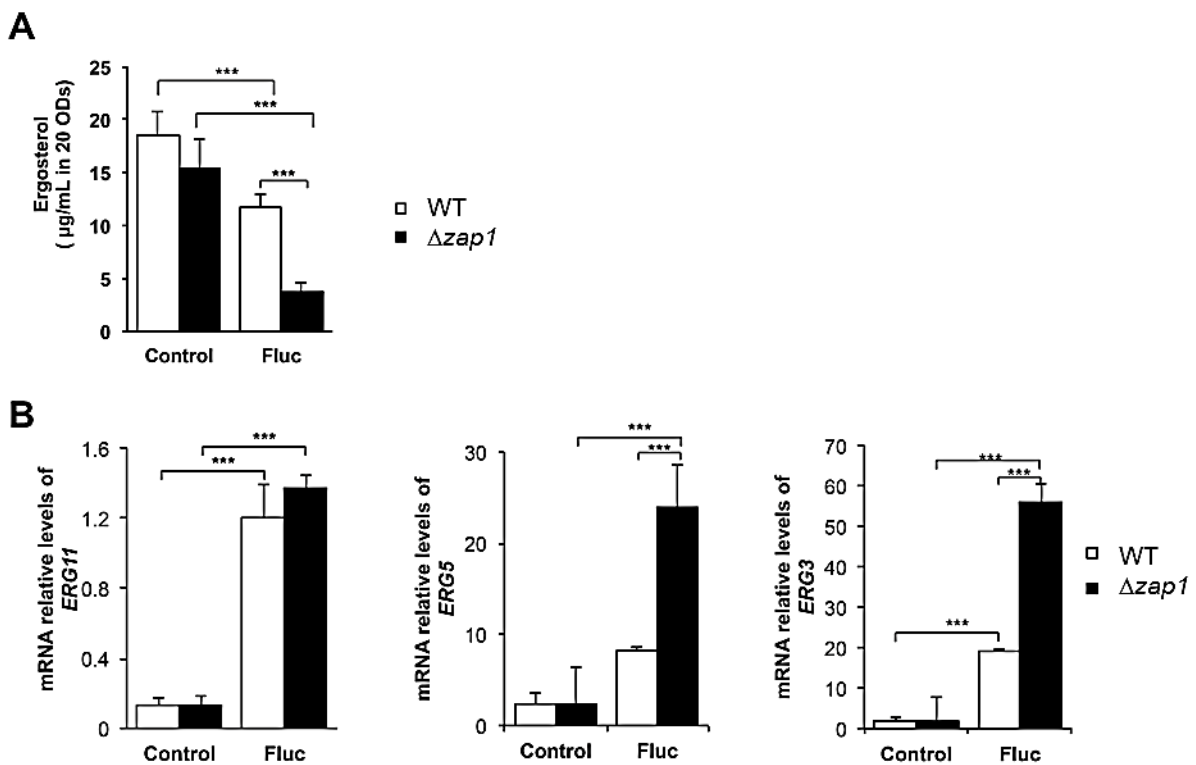 A
Ergosterol
( µg/mL in 20 ODs)
25
20
15
10
5
0
***
***
***
Control
Fluc
WT
Δzap1
B
mRNA relative levels of
ERG11
1.6
1.2
0.8
0.4
0
***
***
Control
Fluc
mRNA relative levels of
ERG5
30
20
10
0
***
***
Control
Fluc
mRNA relative levels of
ERG3
70
60
50
40
30
20
10
0
***
***
***
Control
Fluc
WT
Δzap1